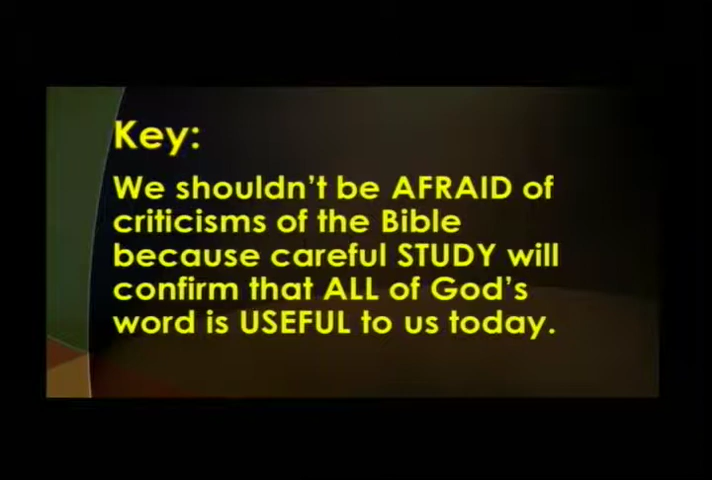 Key:
We shouldn't be AFRAID of
criticisms of the Bible
because careful STUDY will
confirm that ALL of God's
word is USEFUL to us today.